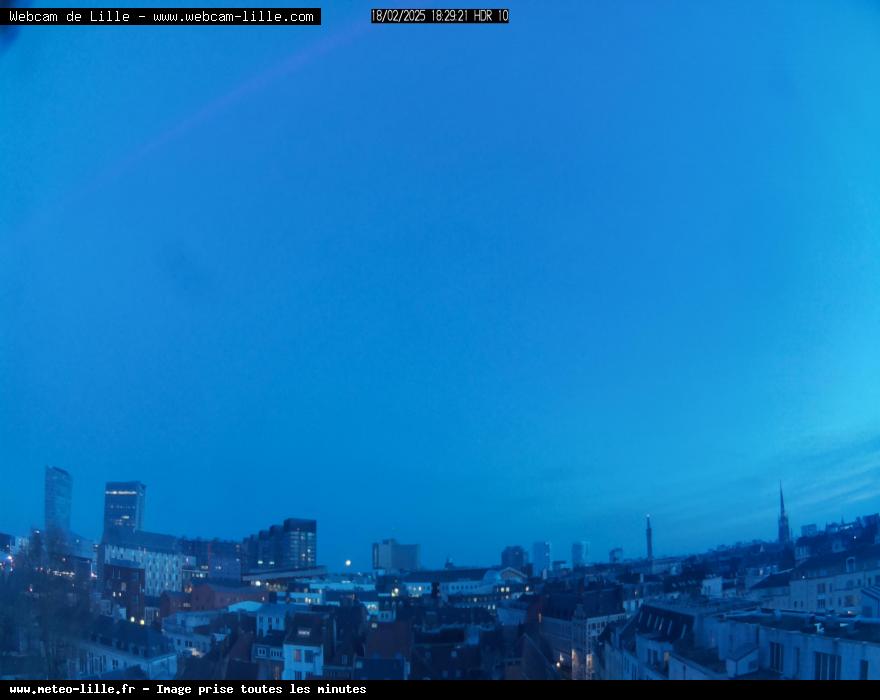 Webcam de Lille - www.webcam-lille.com
18/02/2025 18:29:21 HDR 10
www.meteo-lille.fr - Image prise toutes les minutes